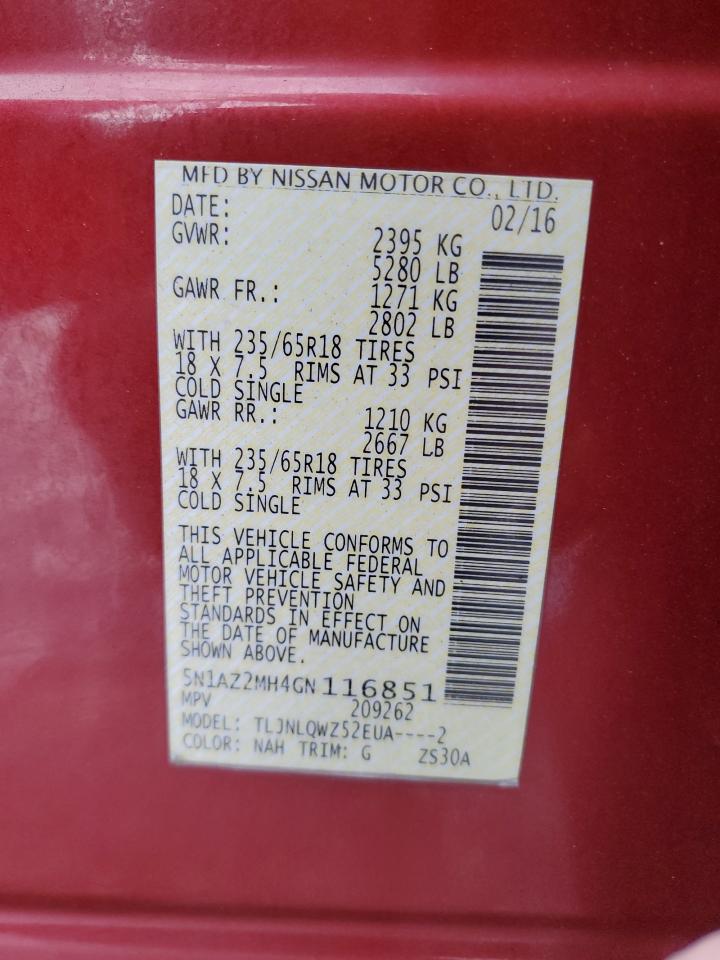 MFD BY NISSAN MOTOR CO., LTD.
DATE: 02/16
GVWR: 2395 KG
5280 LB
GAWR FR.: 1271 KG
2802 LB
WITH 235/65R18 TIRES
18 X 7.5 RIMS AT 33 PSI
COLD SINGLE
GAWR RR.: 1210 KG
2667 LB
WITH 235/65R18 TIRES
18 X 7.5 RIMS AT 33 PSI
COLD SINGLE
THIS VEHICLE CONFORMS TO
ALL APPLICABLE FEDERAL
MOTOR VEHICLE SAFETY AND
THEFT PREVENTION
STANDARDS IN EFFECT ON
THE DATE OF MANUFACTURE
SHOWN ABOVE.
5N1AZ2MH4GN116851
MPV 209262
MODEL: TLJNLQWZ52EUA----2
COLOR: NAH TRIM: G ZS30A